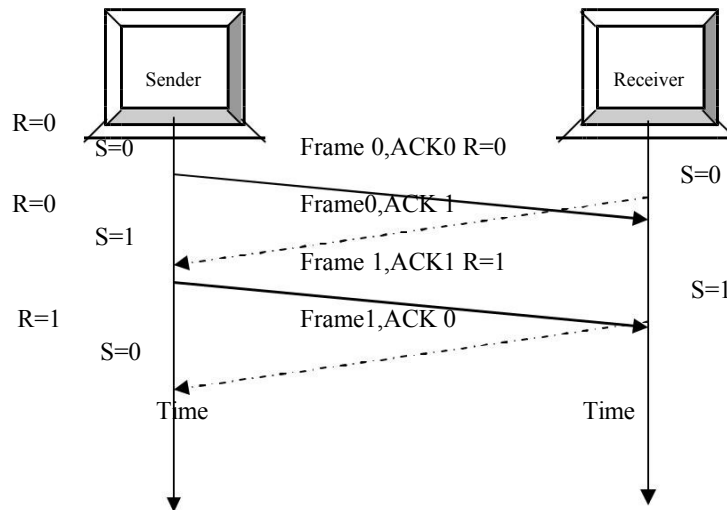 Sender
Receiver
R=0
S=0
Frame 0,ACK0 R=0
S=0
R=0
Frame0,ACK 1
S=1
Frame 1,ACK1 R=1
S=1
R=1
Frame1,ACK 0
S=0
Time
Time